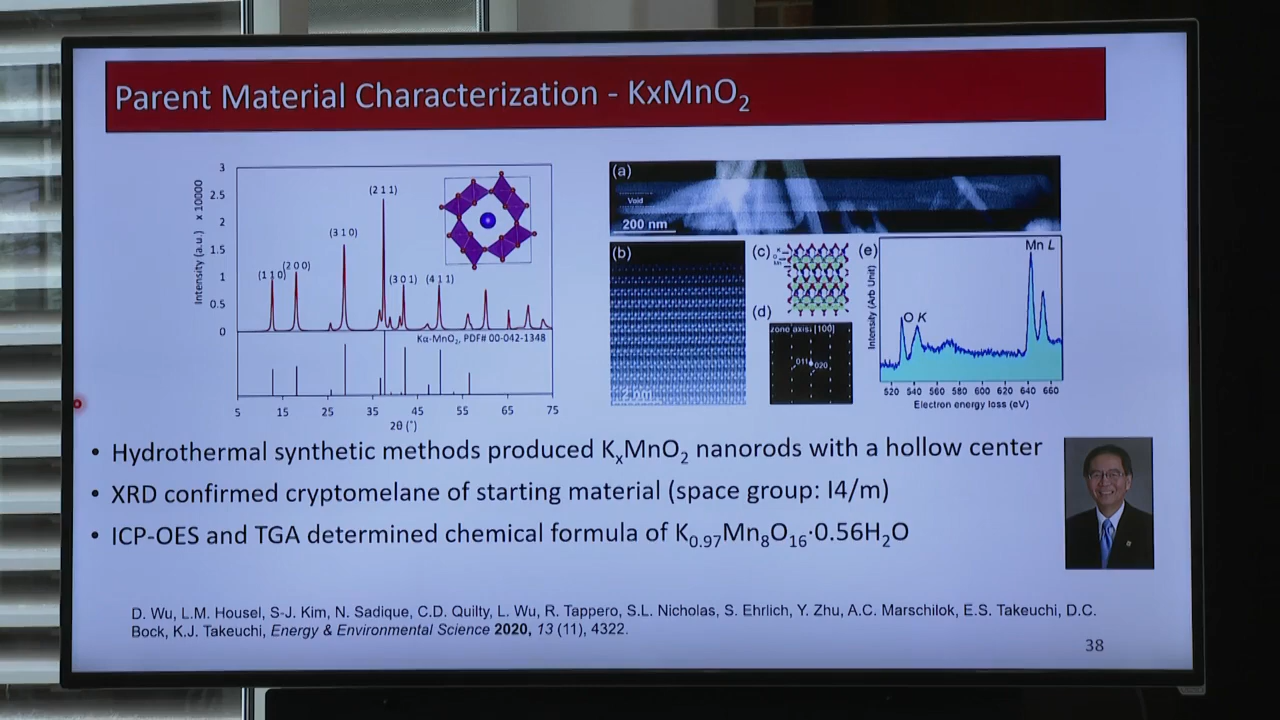 Parent Material Characterization - KxMnO₂
3
2.5
2
1.5
1
0.5
0
Intensity (a.u.) x 10000
(1 1 0)
(2 0 0)
(3 1 0)
(2 1 1)
(3 0 1)
(4 1 1)
Kα-MnO₂, PDF# 00-042-1348
5 15 25 35 45 55 65 75
2θ (°)
(a)
Void
200 nm
(b)
2 nm
(c)
(d)
zone axis: [100]
011
020
(e)
Mn L
O K
Intensity (Arb Unit)
520 540 560 580 600 620 640 660
Electron energy loss (eV)
• Hydrothermal synthetic methods produced KₓMnO₂ nanorods with a hollow center
• XRD confirmed cryptomelane of starting material (space group: I4/m)
• ICP-OES and TGA determined chemical formula of K₀.₉₇Mn₈O₁₆·0.56H₂O
D. Wu, L.M. Housel, S-J. Kim, N. Sadique, C.D. Quilty, L. Wu, R. Tappero, S.L. Nicholas, S. Ehrlich, Y. Zhu, A.C. Marschilok, E.S. Takeuchi, D.C.
Bock, K.J. Takeuchi, Energy & Environmental Science 2020, 13 (11), 4322.
38